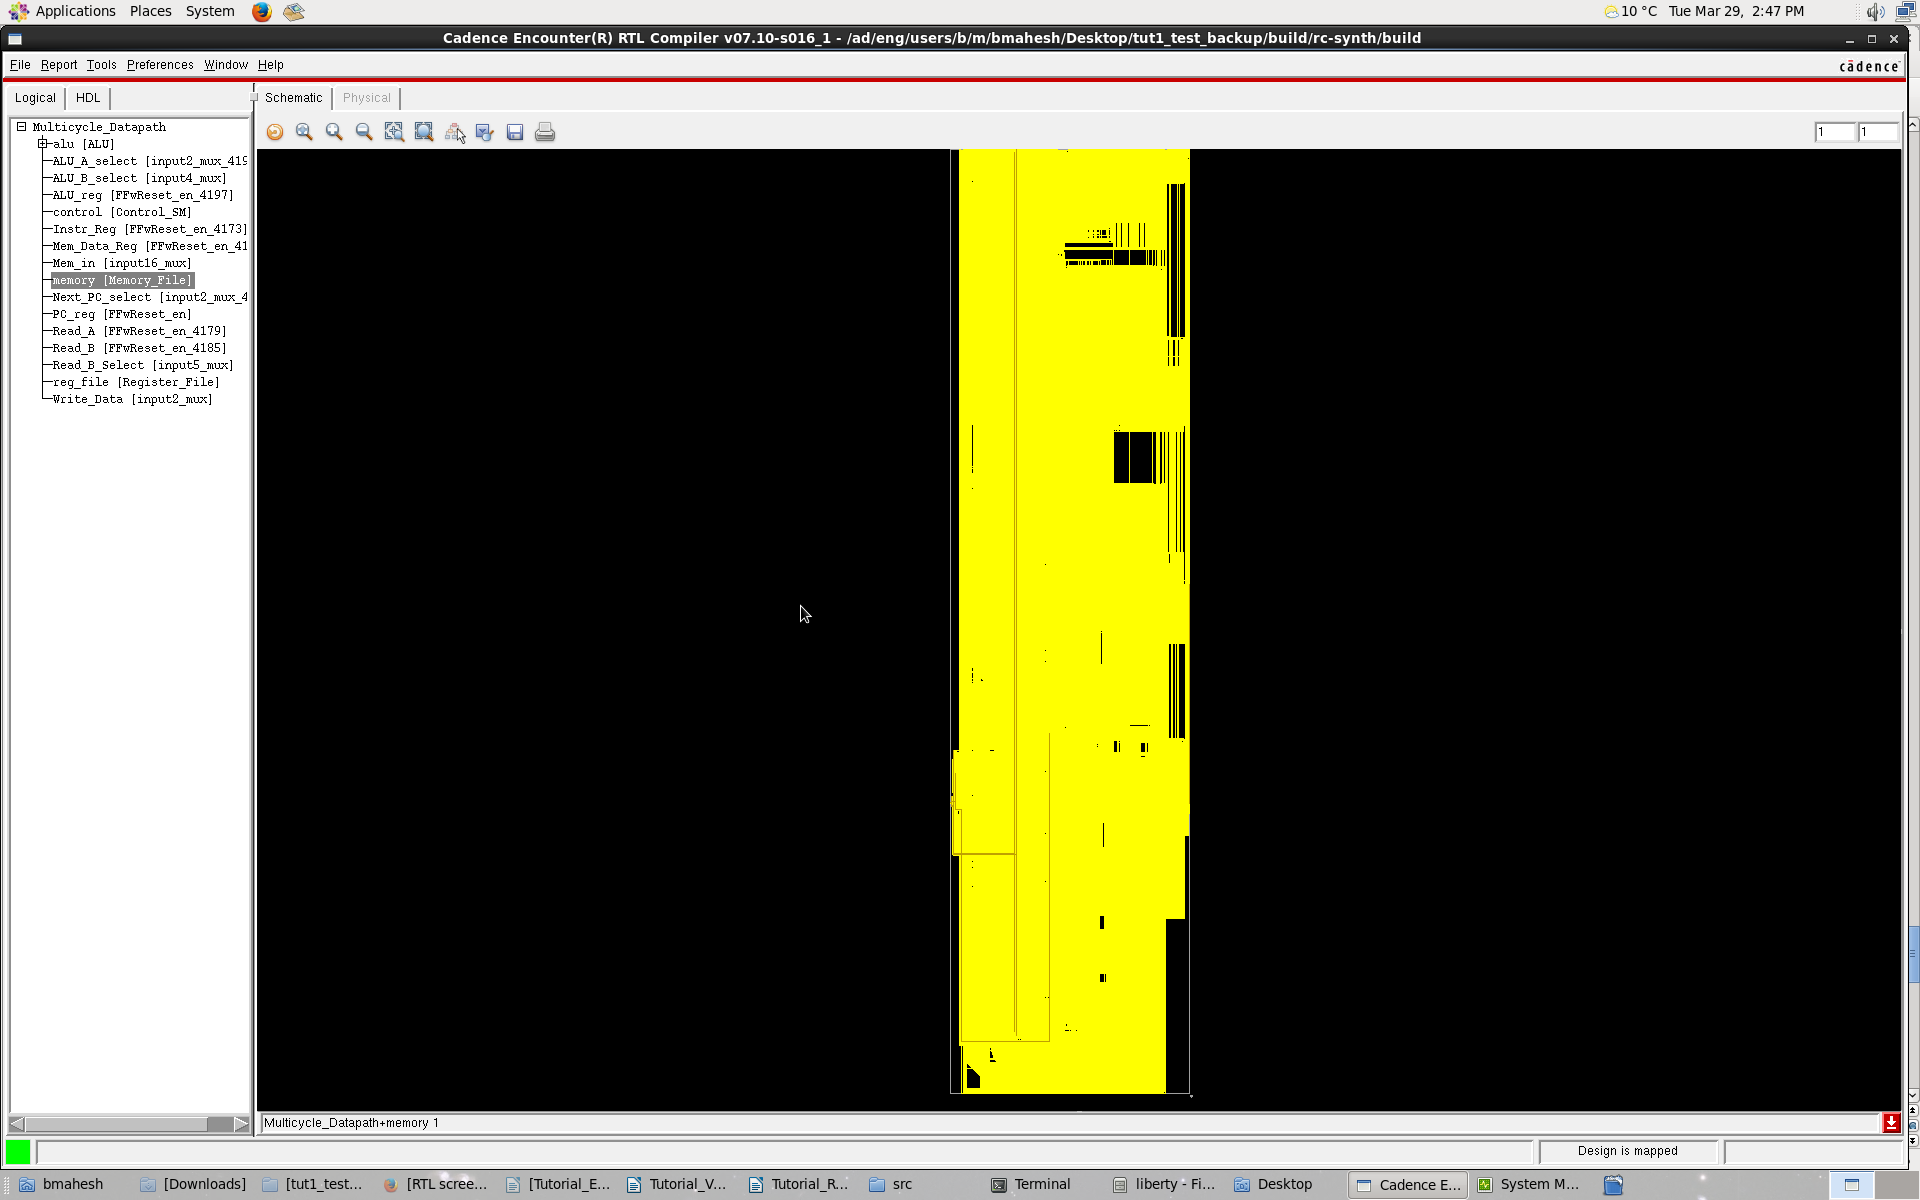 Applications Places System 10 °C Tue Mar 29, 2:47 PM
Cadence Encounter(R) RTL Compiler v07.10-s016_1 - /ad/eng/users/b/m/bmahesh/Desktop/tut1_test_backup/build/rc-synth/build
File Report Tools Preferences Window Help cādence
Logical HDL Schematic Physical
1 1
Multicycle_Datapath
alu [ALU]
ALU_A_select [input2_mux_419
ALU_B_select [input4_mux]
ALU_reg [FFwReset_en_4197]
control [Control_SM]
Instr_Reg [FFwReset_en_4173]
Mem_Data_Reg [FFwReset_en_41
Mem_in [input16_mux]
memory [Memory_File]
Next_PC_select [input2_mux_4
PC_reg [FFwReset_en]
Read_A [FFwReset_en_4179]
Read_B [FFwReset_en_4185]
Read_B_Select [input5_mux]
reg_file [Register_File]
Write_Data [input2_mux]
Multicycle_Datapath+memory 1
Design is mapped
bmahesh [Downloads] [tut1_test... [RTL scree... [Tutorial_E... Tutorial_V... Tutorial_R... src Terminal liberty - Fi... Desktop Cadence E... System M...